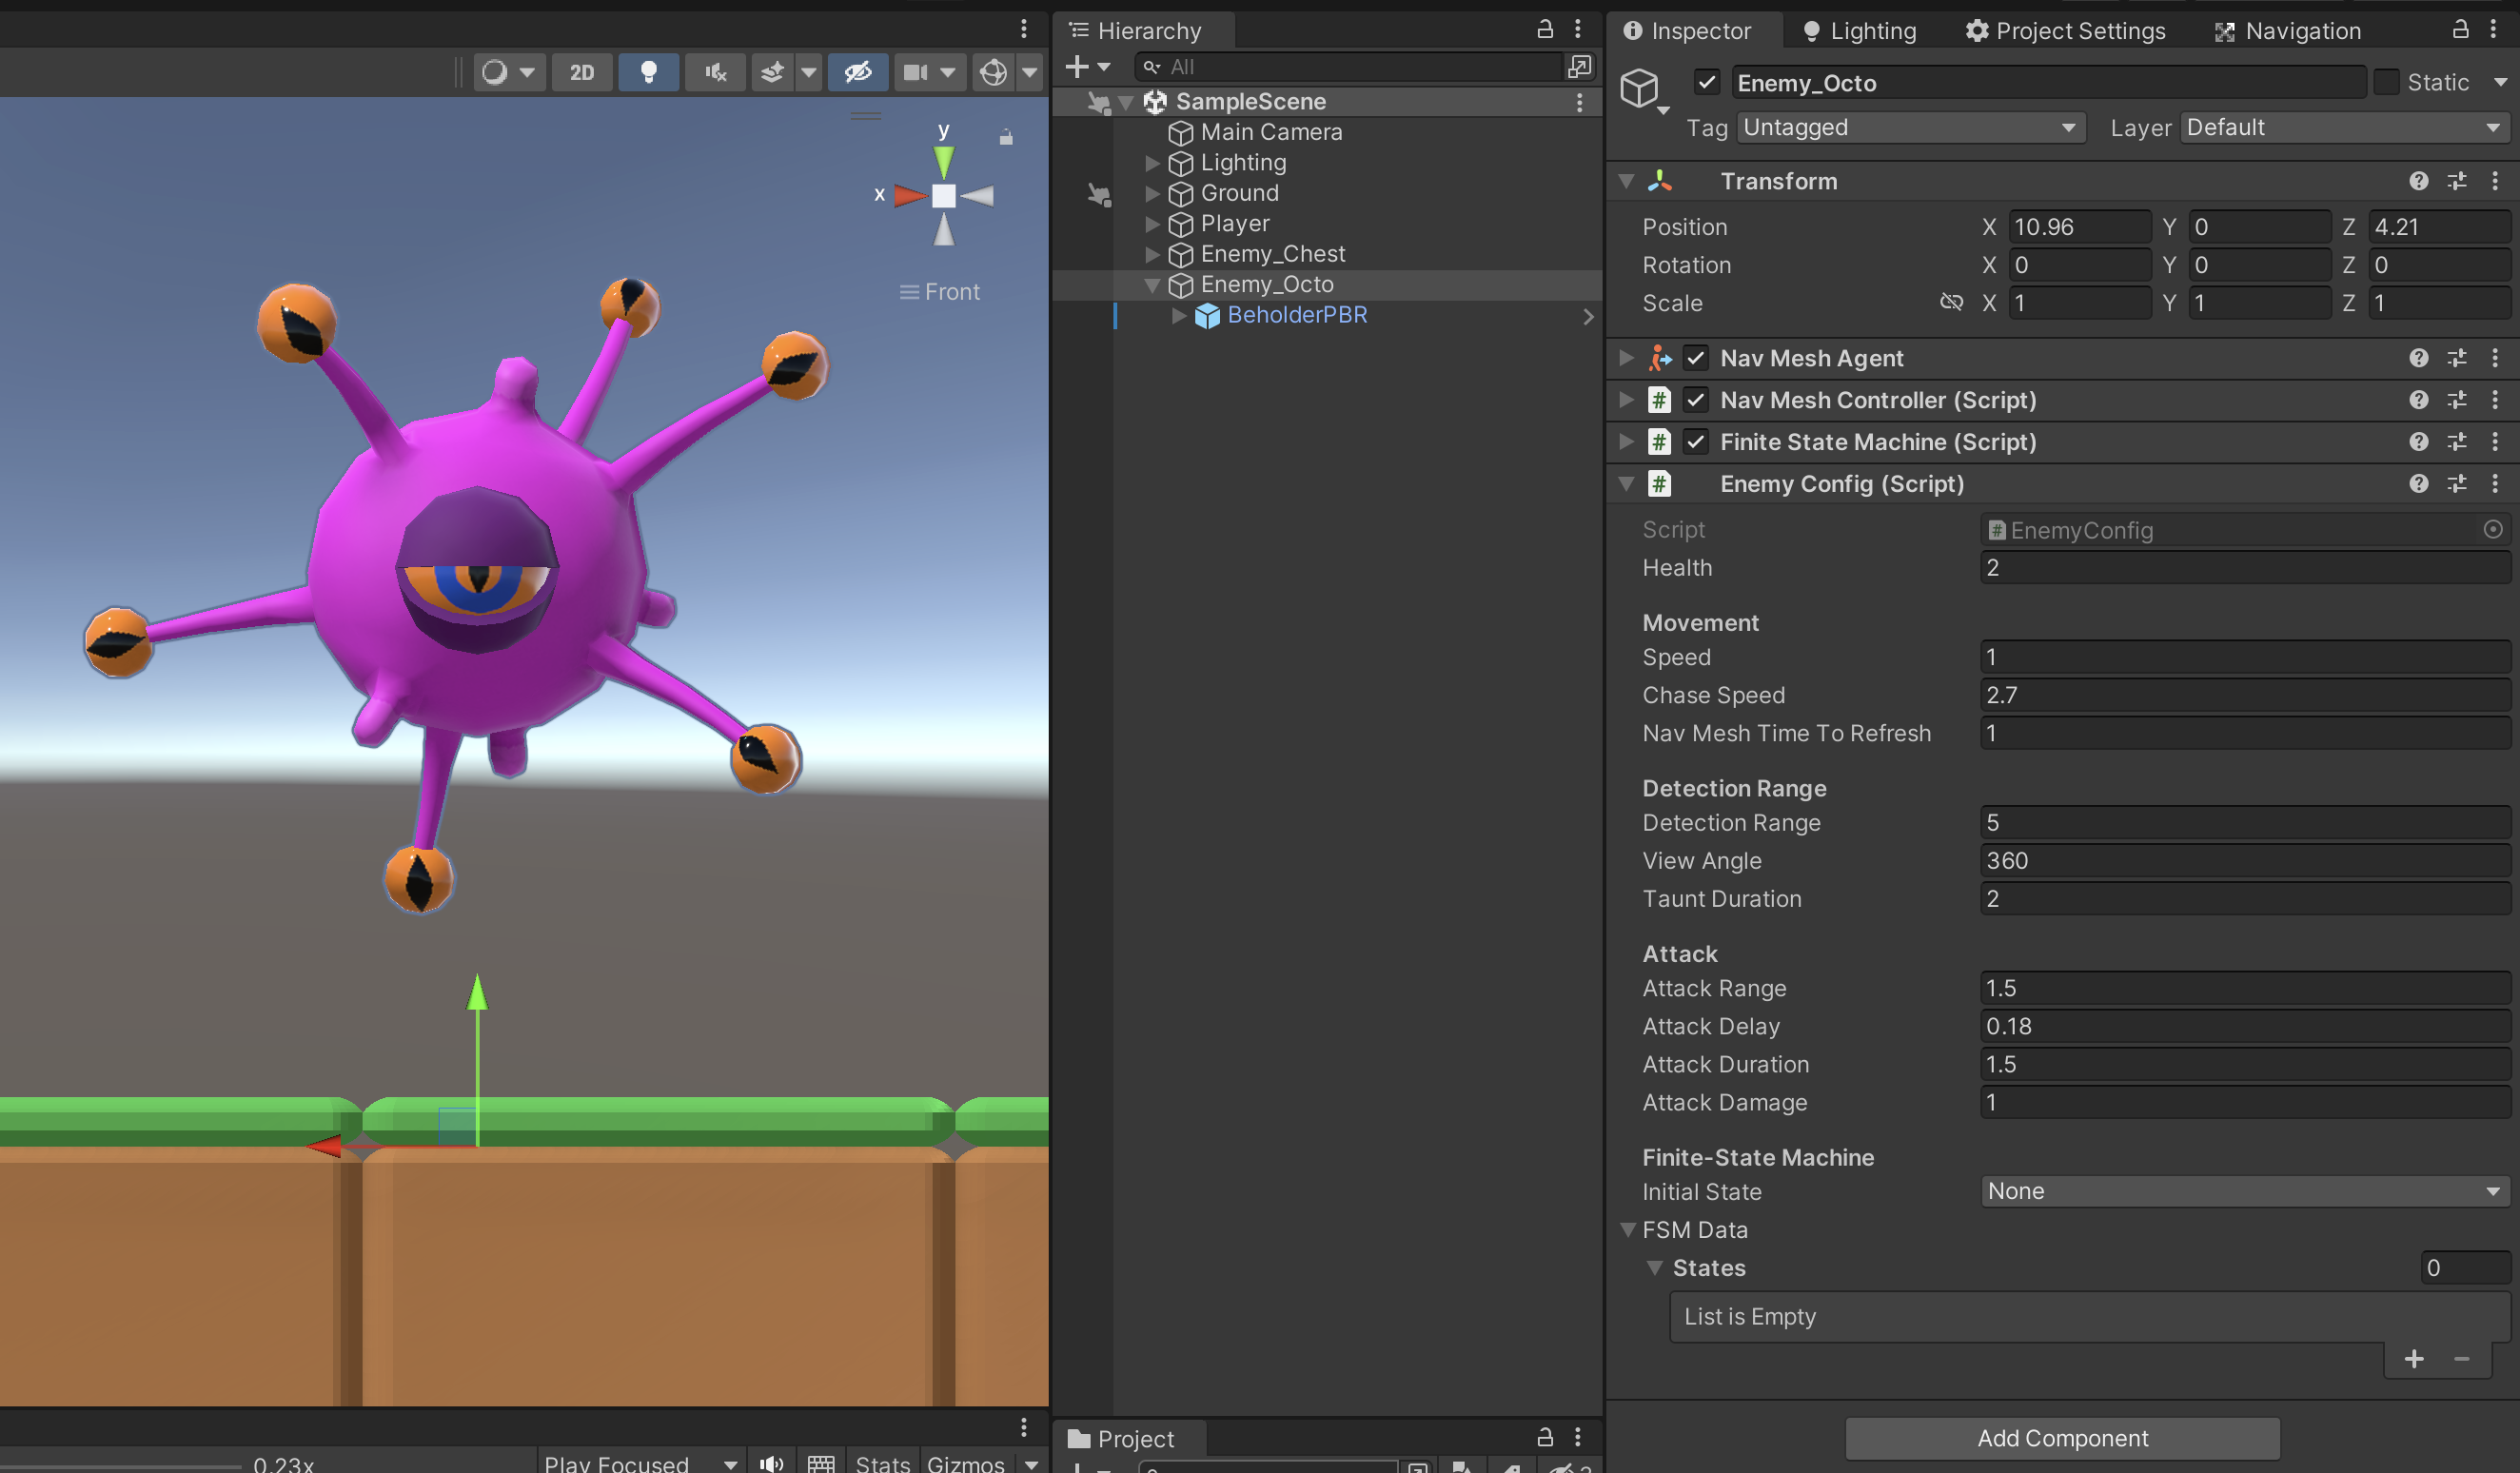 2D
y
x
Front
0.23x
Play Focused
Stats
Gizmos
Hierarchy
All
SampleScene
Main Camera
Lighting
Ground
Player
Enemy_Chest
Enemy_Octo
BeholderPBR
Project
Inspector
Lighting
Project Settings
Navigation
Enemy_Octo
Static
Tag Untagged
Layer Default
Transform
Position X 10.96 Y 0 Z 4.21
Rotation X 0 Y 0 Z 0
Scale X 1 Y 1 Z 1
Nav Mesh Agent
# Nav Mesh Controller (Script)
# Finite State Machine (Script)
# Enemy Config (Script)
Script # EnemyConfig
Health 2
Movement
Speed 1
Chase Speed 2.7
Nav Mesh Time To Refresh 1
Detection Range
Detection Range 5
View Angle 360
Taunt Duration 2
Attack
Attack Range 1.5
Attack Delay 0.18
Attack Duration 1.5
Attack Damage 1
Finite-State Machine
Initial State None
FSM Data
States 0
List is Empty
Add Component